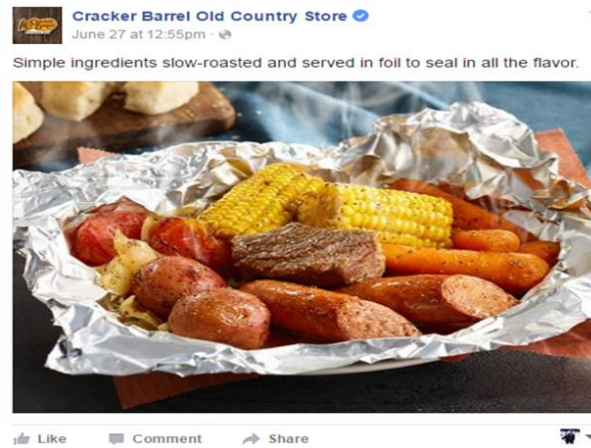 Cracker Barrel Old Country Store
June 27 at 12:55pm ·
Simple ingredients slow-roasted and served in foil to seal in all the flavor.
Like Comment Share